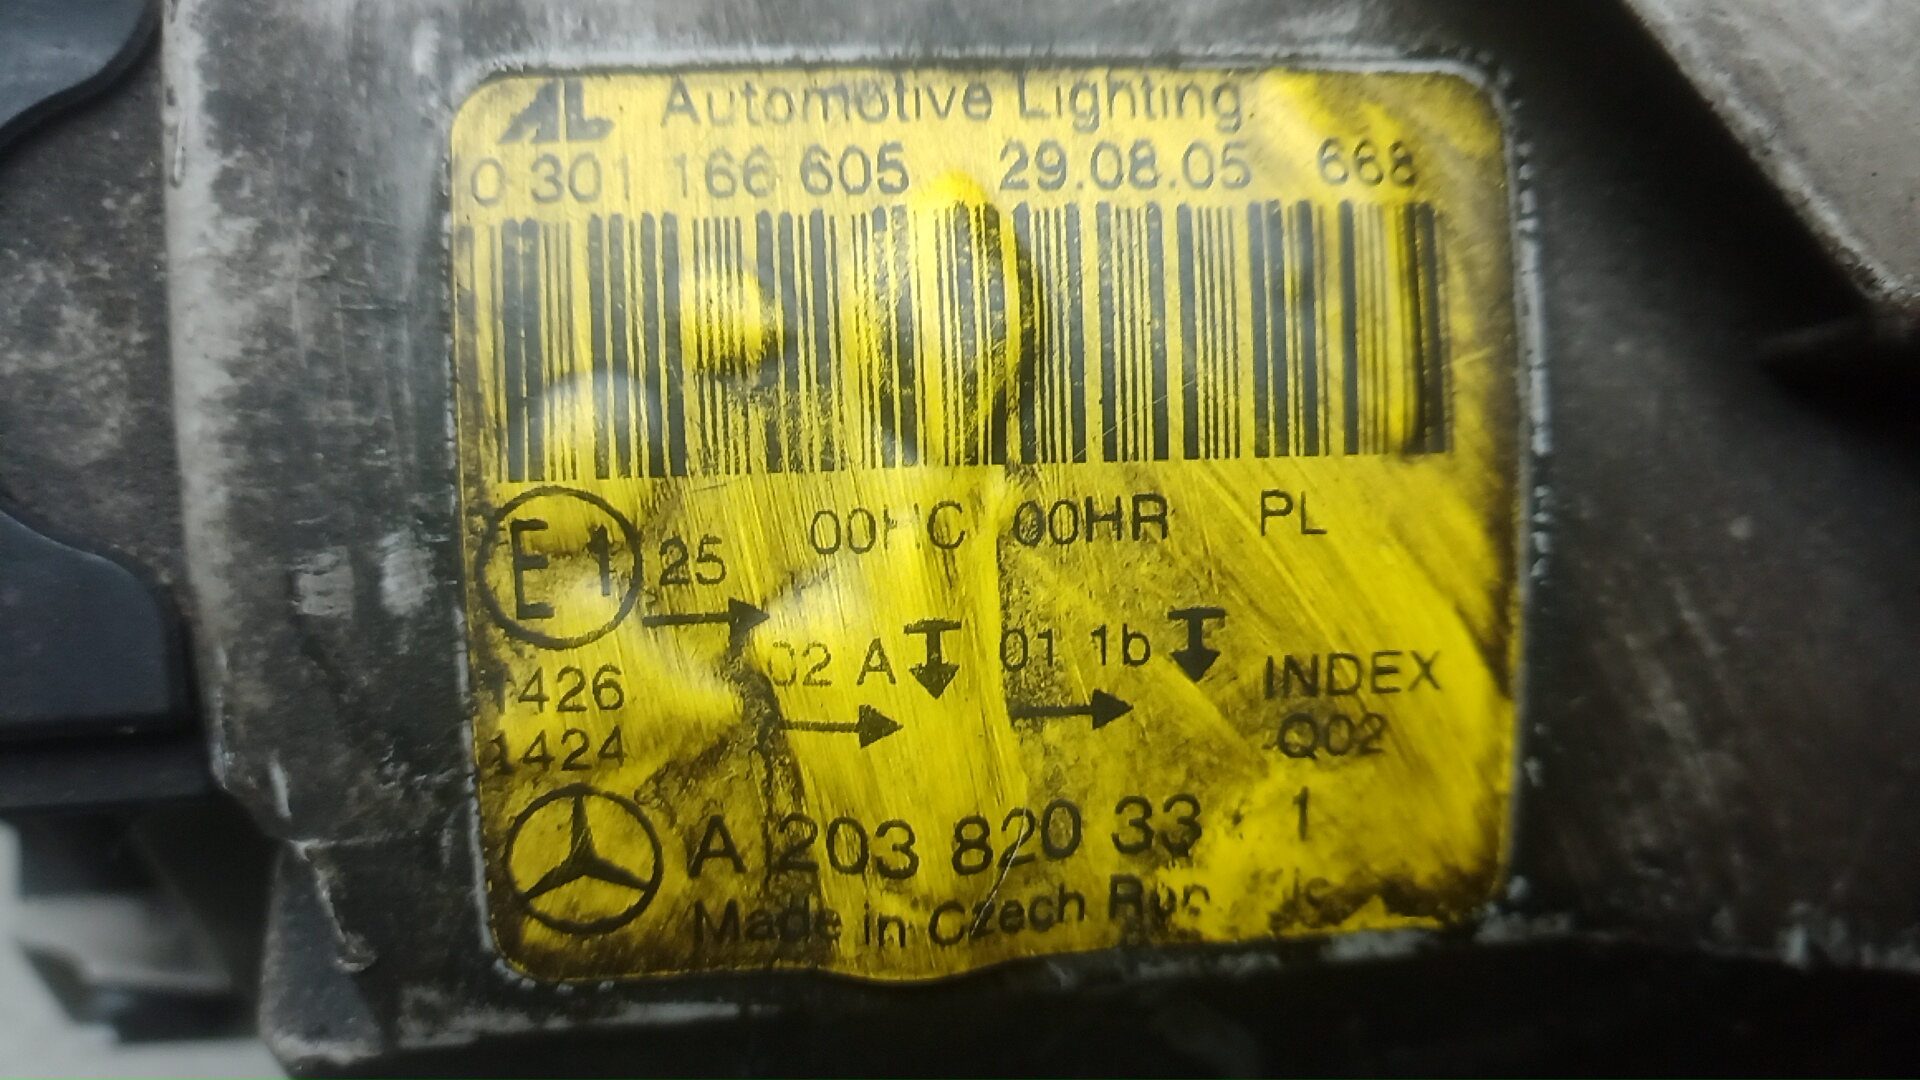 AL Automotive Lighting
0 301 166 605 29.08.05 668
E1 25 00HC 00HR PL
02 A 01 1b INDEX
1426 Q02
1424
A 203 820 33 1
Made in Czech